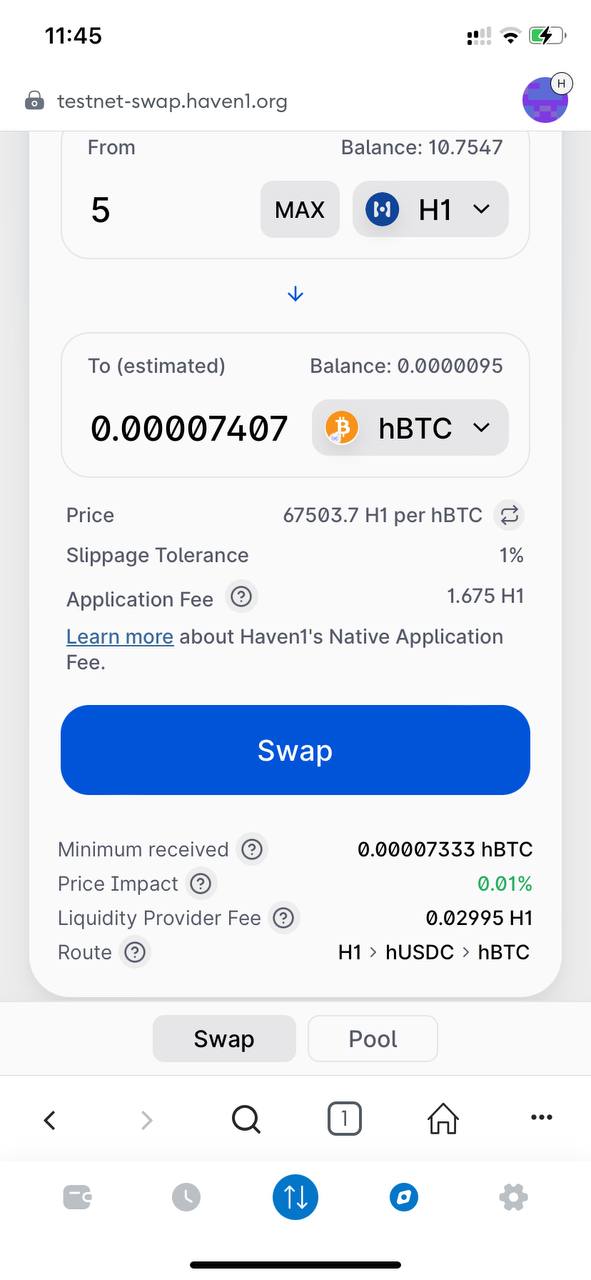 11:45
testnet-swap.haven1.org
H
From Balance: 10.7547
5 MAX H1
To (estimated) Balance: 0.0000095
0.00007407 hBTC
Price 67503.7 H1 per hBTC
Slippage Tolerance 1%
Application Fee ? 1.675 H1
Learn more about Haven1's Native Application
Fee.
Swap
Minimum received ? 0.00007333 hBTC
Price Impact ? 0.01%
Liquidity Provider Fee ? 0.02995 H1
Route ? H1 > hUSDC > hBTC
Swap Pool
1